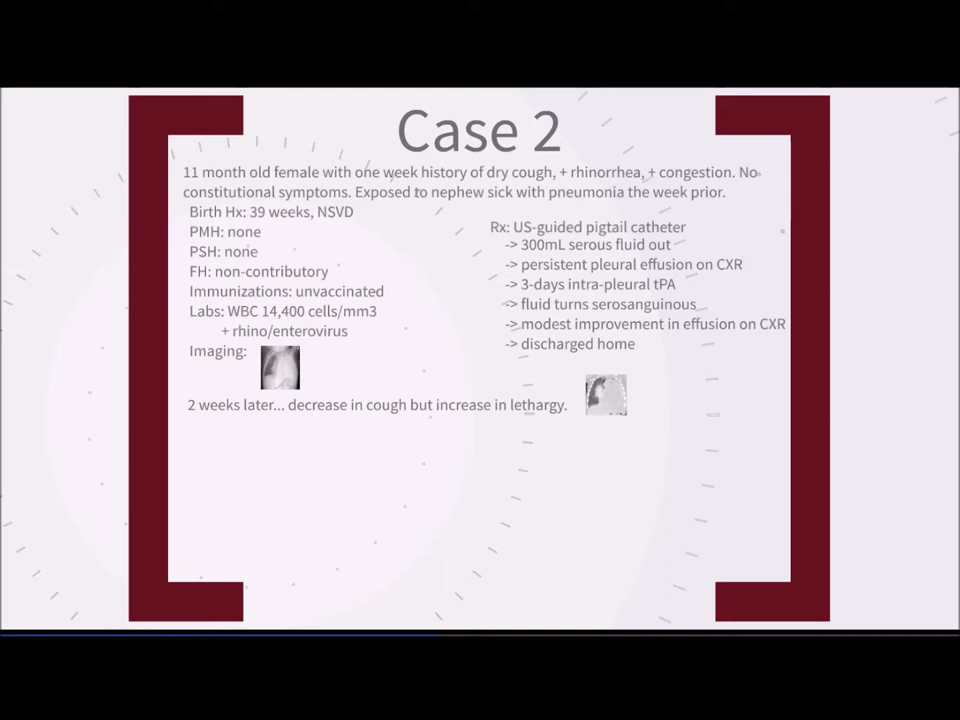 Case 2
11 month old female with one week history of dry cough, + rhinorrhea, + congestion. No
constitutional symptoms. Exposed to nephew sick with pneumonia the week prior.
Birth Hx: 39 weeks, NSVD
PMH: none
PSH: none
FH: non-contributory
Immunizations: unvaccinated
Labs: WBC 14,400 cells/mm3
+ rhino/enterovirus
Imaging:
Rx: US-guided pigtail catheter
-> 300mL serous fluid out
-> persistent pleural effusion on CXR
-> 3-days intra-pleural tPA
-> fluid turns serosanguinous
-> modest improvement in effusion on CXR
-> discharged home
2 weeks later... decrease in cough but increase in lethargy.